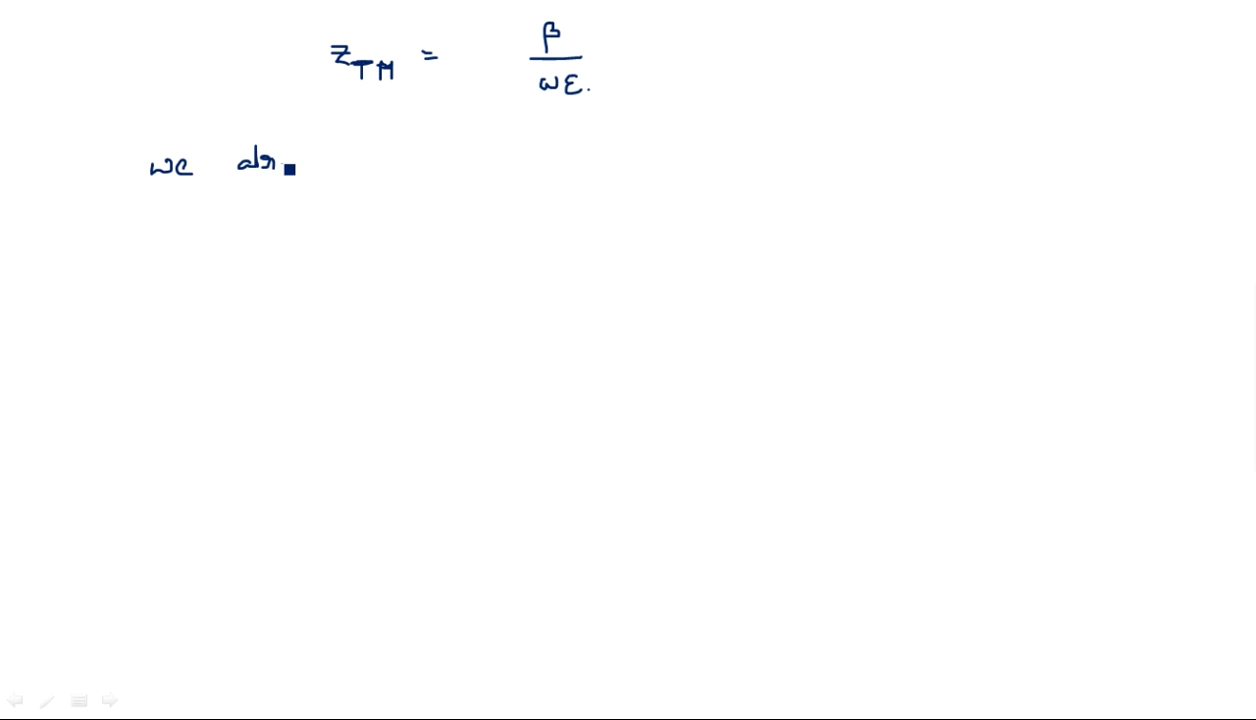 Z_TM = β / ωε.
we also